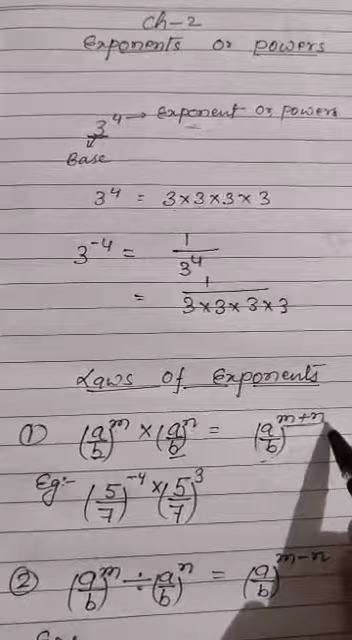 Ch-2
Exponents or powers
3^4 → exponent or powers
Base
3^4 = 3×3×3×3
3^-4 = 1/3^4
= 1/3×3×3×3
Laws of Exponents
① (a/b)^m × (a/b)^n = (a/b)^m+n
Eg:- (5/7)^-4 × (5/7)^3
② (a/b)^m ÷ (a/b)^n = (a/b)^m-n